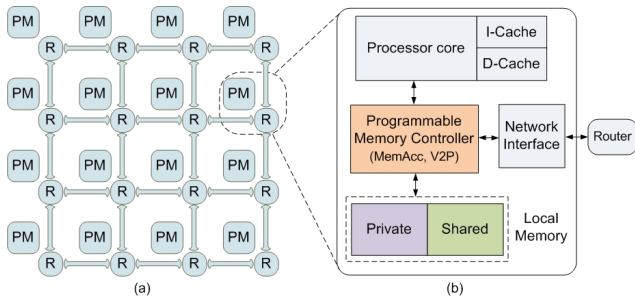 PM PM PM PM
R R R R
PM PM PM PM
R R R R
PM PM PM PM
R R R R
PM PM PM PM
R R R R
(a)
Processor core
I-Cache
D-Cache
Programmable
Memory Controller
(MemAcc, V2P)
Network
Interface
Router
Private
Shared
Local
Memory
(b)